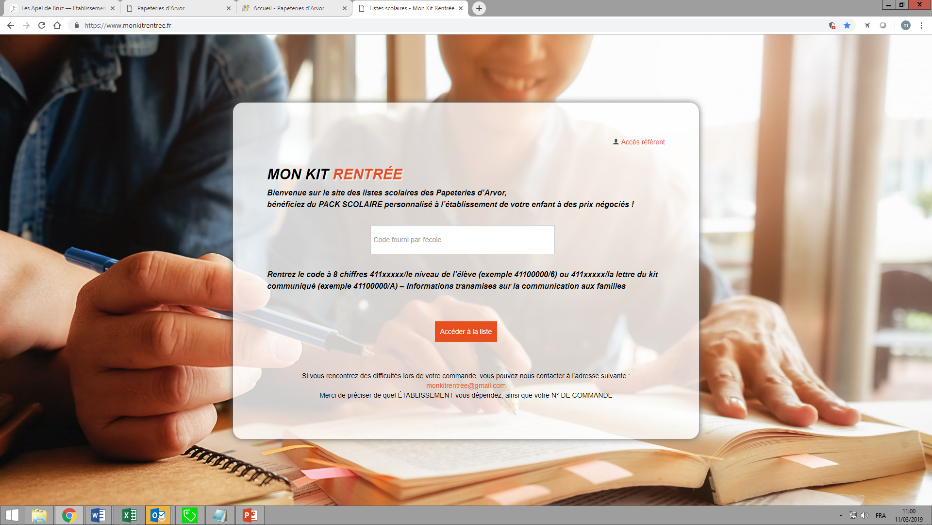 Les Apel de Bruz — Etablissemen
Papeteries d'Arvor
Accueil - Papeteries d'Arvor
Listes scolaires - Mon Kit Rentrée
https://www.monkitrentree.fr
Accès référent
MON KIT RENTRÉE
Bienvenue sur le site des listes scolaires des Papeteries d'Arvor,
bénéficiez du PACK SCOLAIRE personnalisé à l'établissement de votre enfant à des prix négociés !
Code fourni par l'école
Rentrez le code à 8 chiffres 411xxxxx/le niveau de l'élève (exemple 41100000/6) ou 411xxxxx/la lettre du kit
communiqué (exemple 41100000/A) – Informations transmises sur la communication aux familles
Accéder à la liste
Si vous rencontrez des difficultés lors de votre commande, vous pouvez nous contacter à l'adresse suivante :
monkitrentree@gmail.com
Merci de préciser de quel ÉTABLISSEMENT vous dépendez, ainsi que votre N° DE COMMANDE
FRA
11:00
11/03/2019